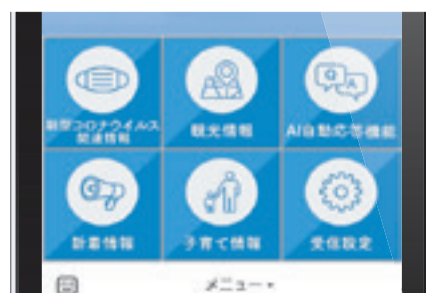 新型コロナウイルス
関連情報
観光情報
Q
A
AI自動応答機能
新着情報
子育て情報
受信設定
メニュー▾